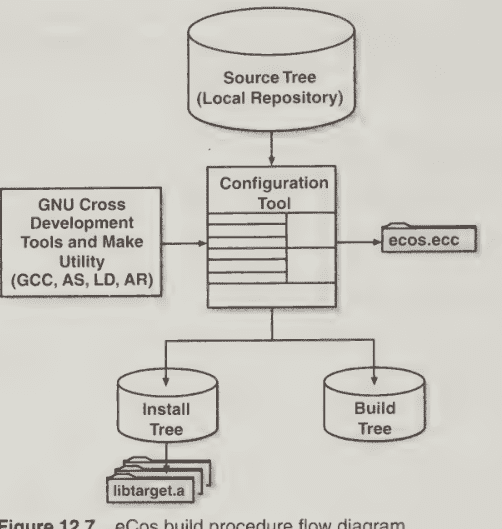 Source Tree
(Local Repository)
Configuration
Tool
GNU Cross
Development
Tools and Make
Utility
(GCC, AS, LD, AR)
ecos.ecc
Install
Tree
Build
Tree
libtarget.a
Figure 12.7 eCos build procedure flow diagram